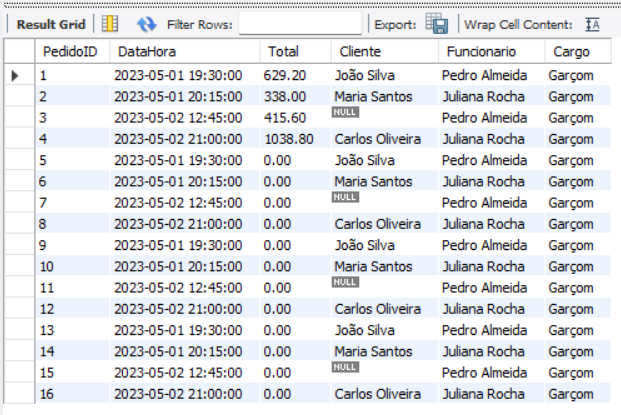 Result Grid Filter Rows: Export: Wrap Cell Content: IA
PedidoID DataHora Total Cliente Funcionario Cargo
1 2023-05-01 19:30:00 629.20 João Silva Pedro Almeida Garçom
2 2023-05-01 20:15:00 338.00 Maria Santos Juliana Rocha Garçom
3 2023-05-02 12:45:00 415.60 NULL Pedro Almeida Garçom
4 2023-05-02 21:00:00 1038.80 Carlos Oliveira Juliana Rocha Garçom
5 2023-05-01 19:30:00 0.00 João Silva Pedro Almeida Garçom
6 2023-05-01 20:15:00 0.00 Maria Santos Juliana Rocha Garçom
7 2023-05-02 12:45:00 0.00 NULL Pedro Almeida Garçom
8 2023-05-02 21:00:00 0.00 Carlos Oliveira Juliana Rocha Garçom
9 2023-05-01 19:30:00 0.00 João Silva Pedro Almeida Garçom
10 2023-05-01 20:15:00 0.00 Maria Santos Juliana Rocha Garçom
11 2023-05-02 12:45:00 0.00 NULL Pedro Almeida Garçom
12 2023-05-02 21:00:00 0.00 Carlos Oliveira Juliana Rocha Garçom
13 2023-05-01 19:30:00 0.00 João Silva Pedro Almeida Garçom
14 2023-05-01 20:15:00 0.00 Maria Santos Juliana Rocha Garçom
15 2023-05-02 12:45:00 0.00 NULL Pedro Almeida Garçom
16 2023-05-02 21:00:00 0.00 Carlos Oliveira Juliana Rocha Garçom